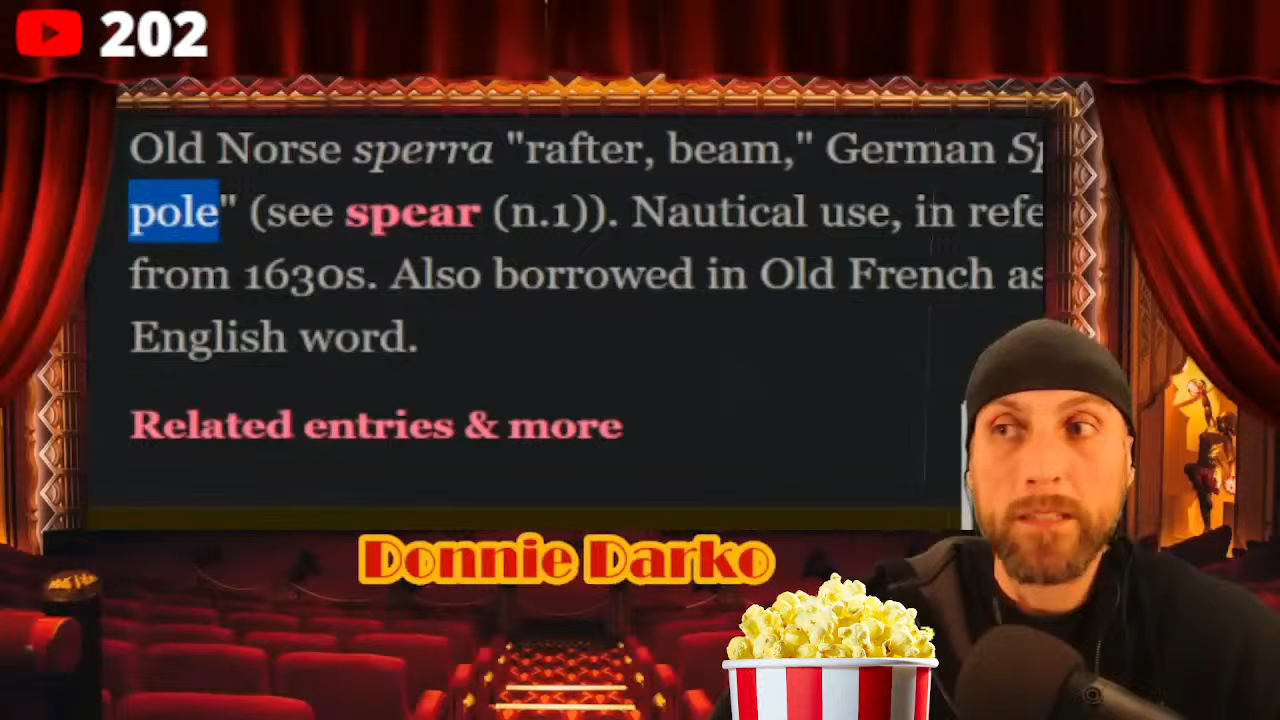 202
Old Norse sperra "rafter, beam," German Sp
pole" (see spear (n.1)). Nautical use, in refe
from 1630s. Also borrowed in Old French as
English word.
Related entries & more
Donnie Darko